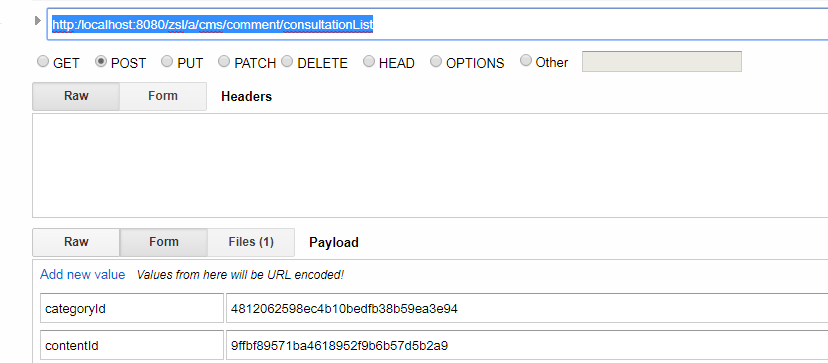 http:/localhost:8080/zsl/a/cms/comment/consultationList
GET POST PUT PATCH DELETE HEAD OPTIONS Other
Raw Form Headers
Raw Form Files (1) Payload
Add new value Values from here will be URL encoded!
categoryId 4812062598ec4b10bedfb38b59ea3e94
contentId 9ffbf89571ba4618952f9b6b57d5b2a9